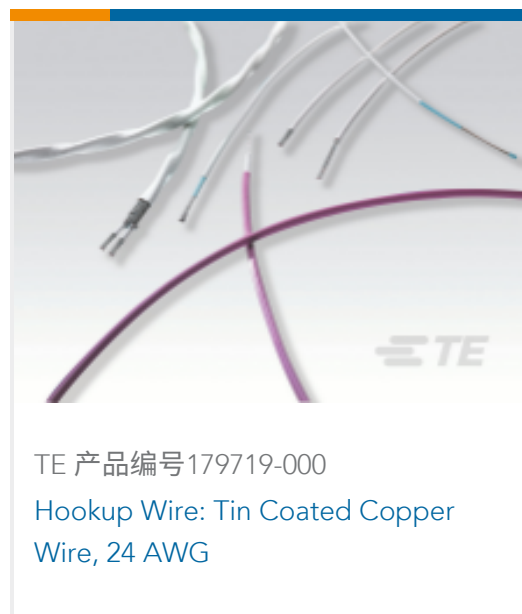 TE
TE 产品编号179719-000
Hookup Wire: Tin Coated Copper
Wire, 24 AWG